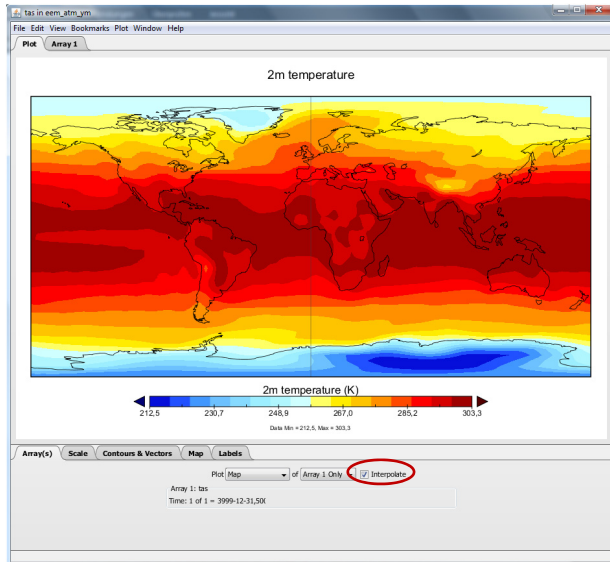 tas in eem_atm_ym
File Edit View Bookmarks Plot Window Help
Plot Array 1
2m temperature
2m temperature (K)
212,5 230,7 248,9 267,0 285,2 303,3
Data Min = 212,5, Max = 303,3
Array(s) Scale Contours & Vectors Map Labels
Plot Map of Array 1 Only Interpolate
Array 1: tas
Time: 1 of 1 = 3999-12-31,50(